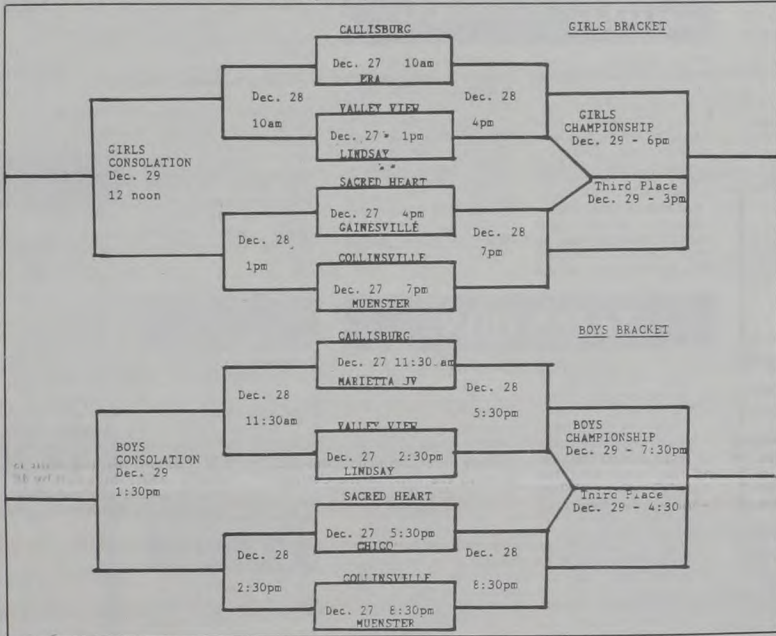 CALLISBURG
GIRLS BRACKET
Dec. 27 10am
ERA
Dec. 28
10am
VALLEY VIEW
Dec. 27 1pm
LINDSAY
Dec. 28
4pm
GIRLS
CONSOLATION
Dec. 29
12 noon
GIRLS
CHAMPIONSHIP
Dec. 29 - 6pm
SACRED HEART
Dec. 27 4pm
GAINESVILLE
Third Place
Dec. 29 - 3pm
Dec. 28
1pm
COLLINSVILLE
Dec. 27 7pm
MUENSTER
Dec. 28
7pm
BOYS BRACKET
CALLISBURG
Dec. 27 11:30 am
MARIETTA JV
Dec. 28
11:30am
VALLEY VIEW
Dec. 27 2:30pm
LINDSAY
Dec. 28
5:30pm
BOYS
CONSOLATION
Dec. 29
1:30pm
BOYS
CHAMPIONSHIP
Dec. 29 - 7:30pm
SACRED HEART
Dec. 27 5:30pm
CHICO
Third Place
Dec. 29 - 4:30
Dec. 28
2:30pm
COLLINSVILLE
Dec. 27 8:30pm
MUENSTER
Dec. 28
8:30pm